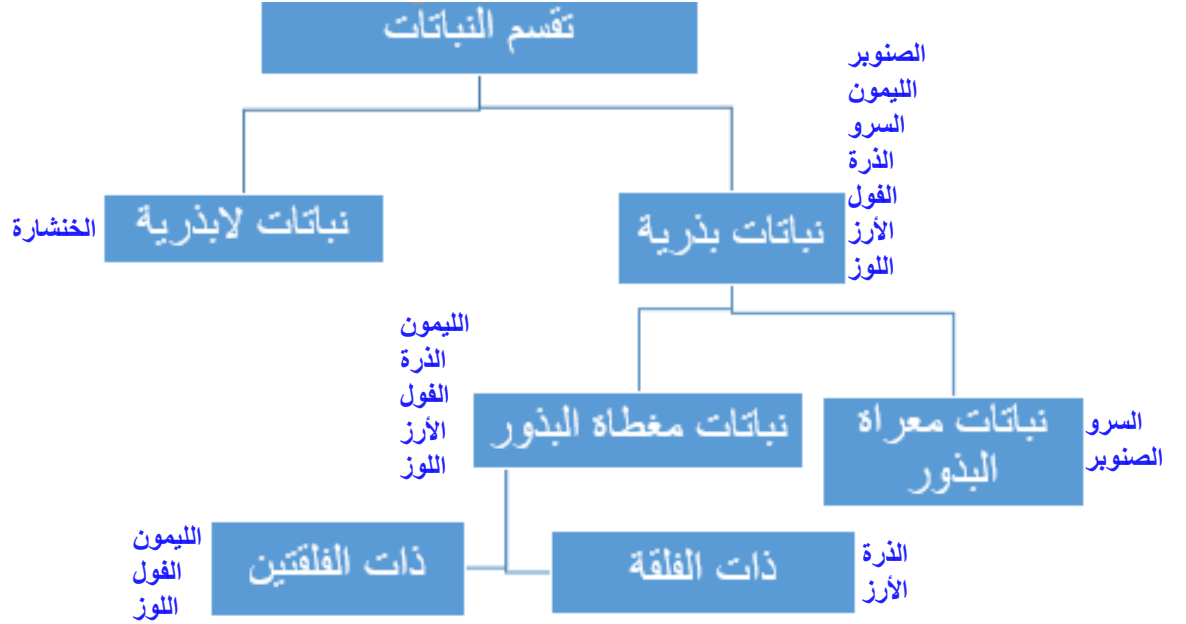 تقسم النباتات
الصنوبر
الليمون
السرو
الذرة
الفول
الأرز
اللوز
نباتات بذرية
نباتات لابذرية
الخنشارة
الليمون
الذرة
الفول
الأرز
اللوز
نباتات معراة
البذور
السرو
الصنوبر
نباتات مغطاة البذور
الذرة
الأرز
ذات الفلقة
ذات الفلقتين
الليمون
الفول
اللوز